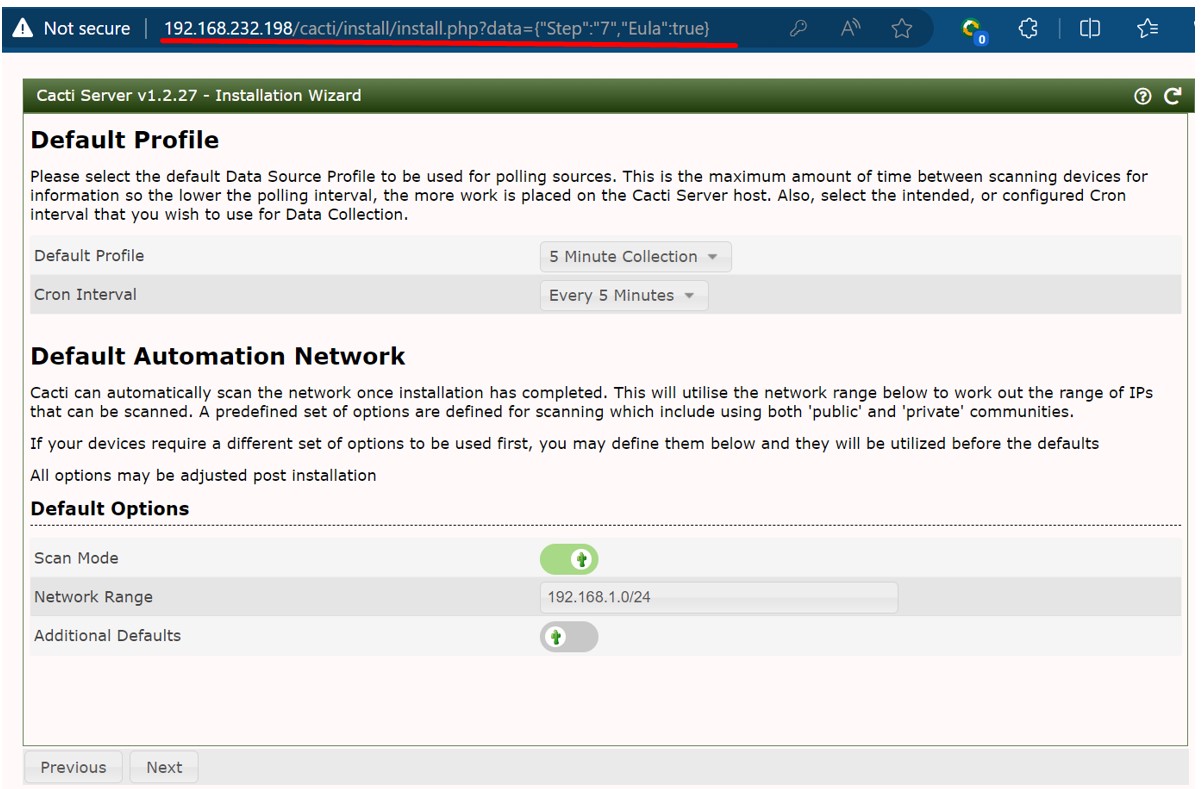 Not secure 192.168.232.198/cacti/install/install.php?data={"Step":"7","Eula":true}
0
Cacti Server v1.2.27 - Installation Wizard
Default Profile
Please select the default Data Source Profile to be used for polling sources. This is the maximum amount of time between scanning devices for
information so the lower the polling interval, the more work is placed on the Cacti Server host. Also, select the intended, or configured Cron
interval that you wish to use for Data Collection.
Default Profile 5 Minute Collection
Cron Interval Every 5 Minutes
Default Automation Network
Cacti can automatically scan the network once installation has completed. This will utilise the network range below to work out the range of IPs
that can be scanned. A predefined set of options are defined for scanning which include using both 'public' and 'private' communities.
If your devices require a different set of options to be used first, you may define them below and they will be utilized before the defaults
All options may be adjusted post installation
Default Options
Scan Mode
Network Range 192.168.1.0/24
Additional Defaults
Previous Next